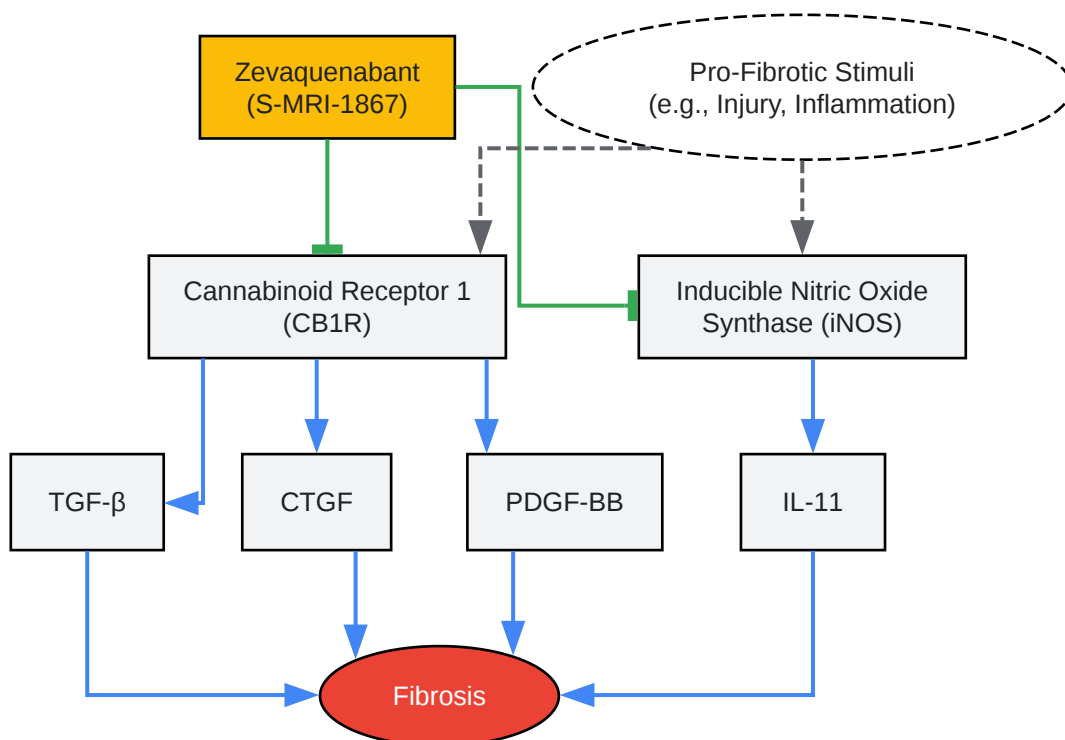 Zevaquenabant
(S-MRI-1867)
Pro-Fibrotic Stimuli
(e.g., Injury, Inflammation)
Cannabinoid Receptor 1
(CB1R)
Inducible Nitric Oxide
Synthase (iNOS)
TGF-β
CTGF
PDGF-BB
IL-11
Fibrosis